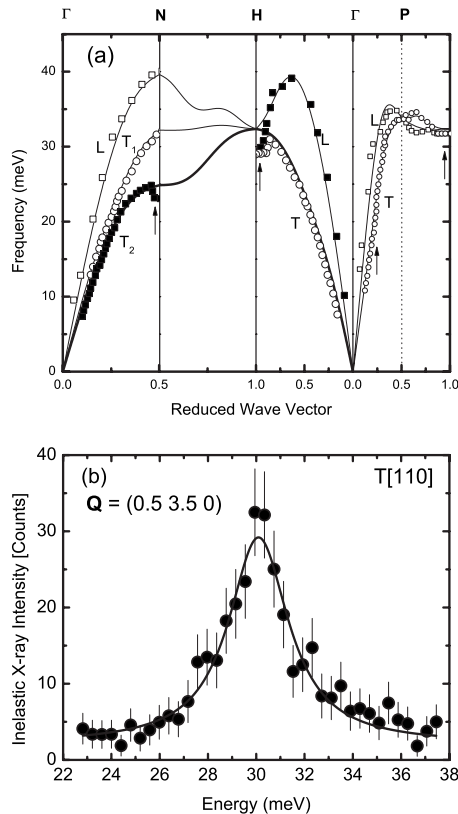 Γ N H Γ P
(a)
40
30
20
10
0
Frequency (meV)
L
T1
T2
L
T
L
T
0.0 0.5 1.0 0.5 0.0 0.5 1.0
Reduced Wave Vector
(b)
T[110]
Q = (0.5 3.5 0)
40
30
20
10
0
Inelastic X-ray Intensity [Counts]
22 24 26 28 30 32 34 36 38
Energy (meV)